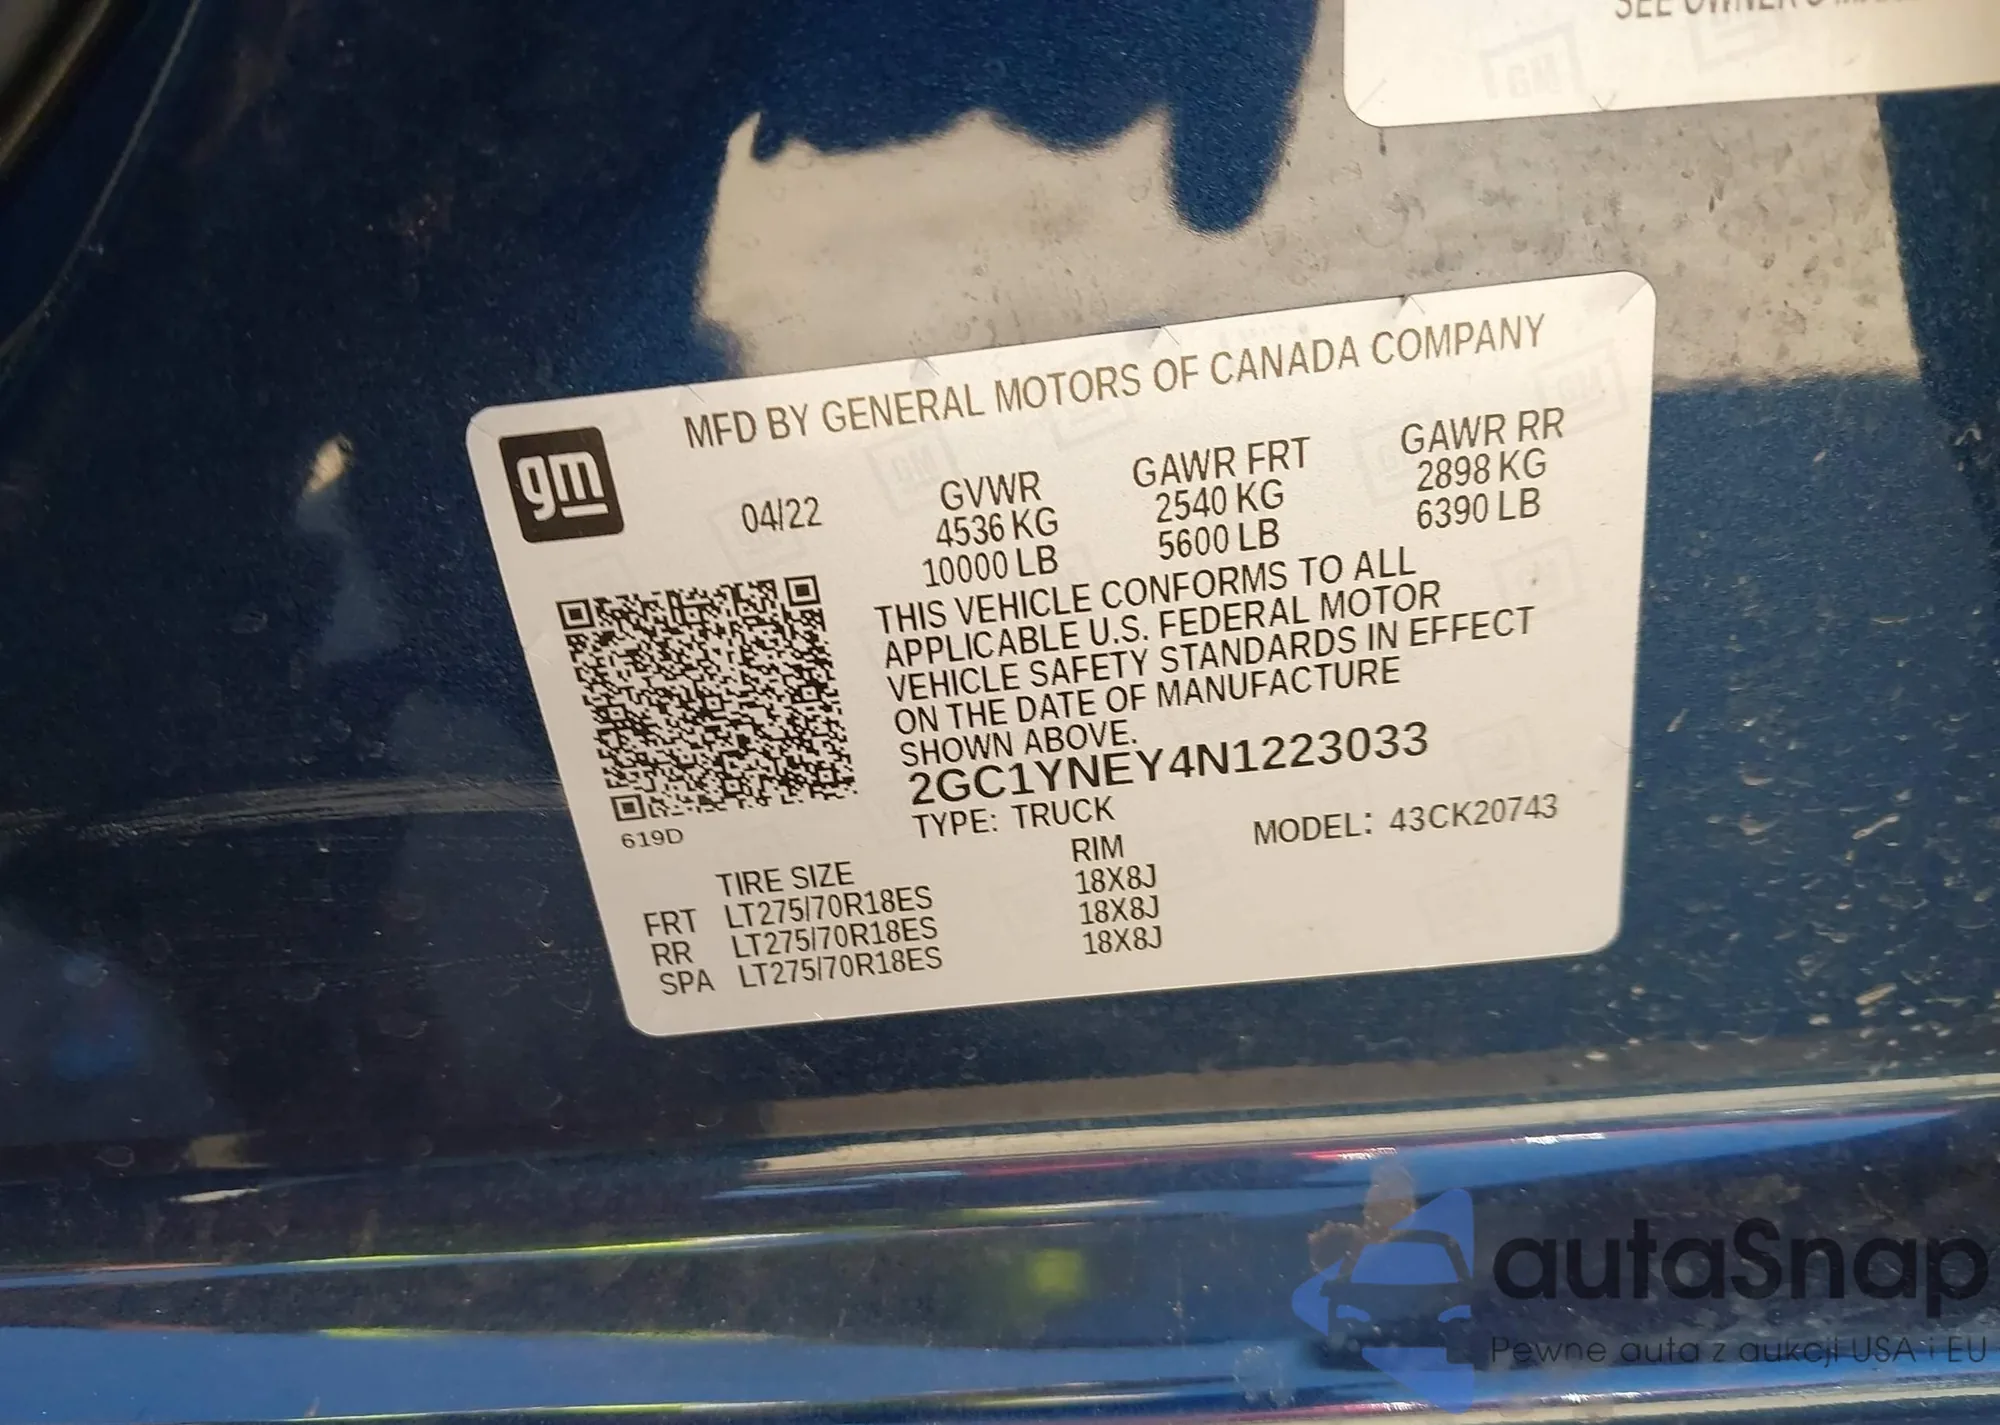 SEE OWNER'S
gm
MFD BY GENERAL MOTORS OF CANADA COMPANY
04/22
GVWR
4536 KG
10000 LB
GAWR FRT
2540 KG
5600 LB
GAWR RR
2898 KG
6390 LB
THIS VEHICLE CONFORMS TO ALL
APPLICABLE U.S. FEDERAL MOTOR
VEHICLE SAFETY STANDARDS IN EFFECT
ON THE DATE OF MANUFACTURE
SHOWN ABOVE.
2GC1YNEY4N1223033
TYPE: TRUCK
MODEL: 43CK20743
619D
TIRE SIZE RIM
FRT LT275/70R18ES 18X8J
RR LT275/70R18ES 18X8J
SPA LT275/70R18ES 18X8J
autaSnap
Pewne auta z aukcji USA i EU